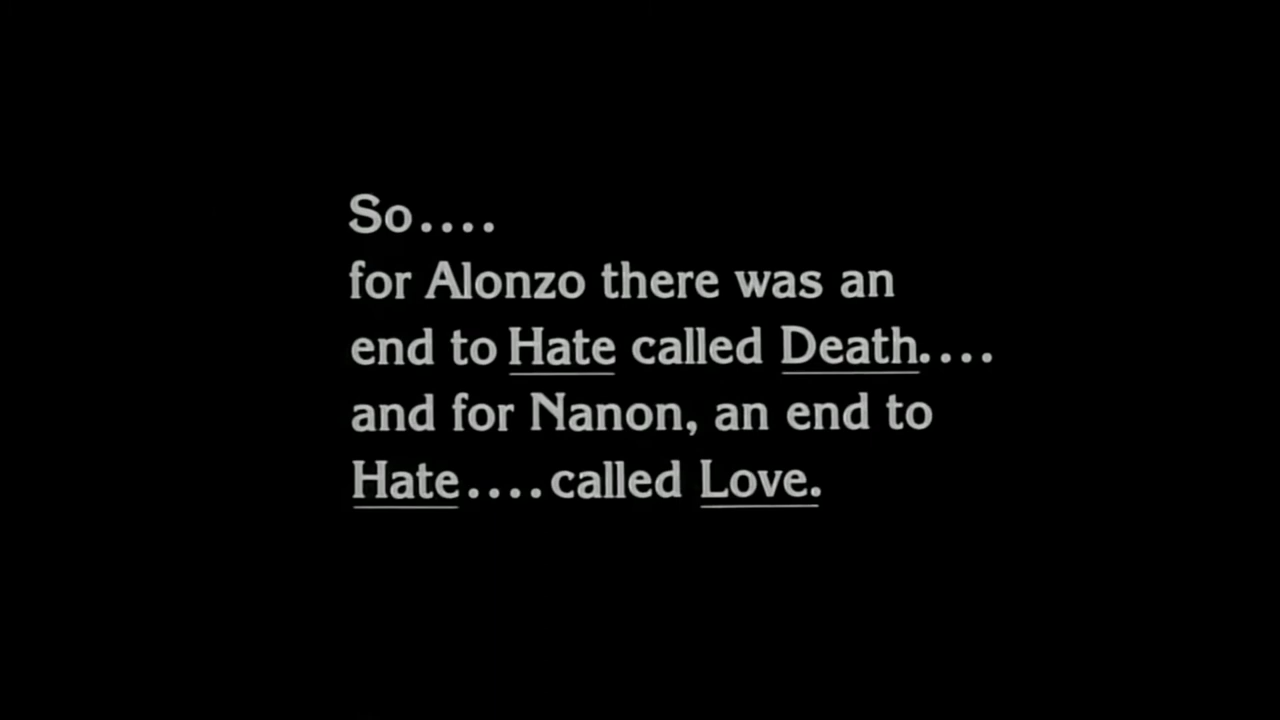 So....
for Alonzo there was an
end to Hate called Death....
and for Nanon, an end to
Hate....called Love.